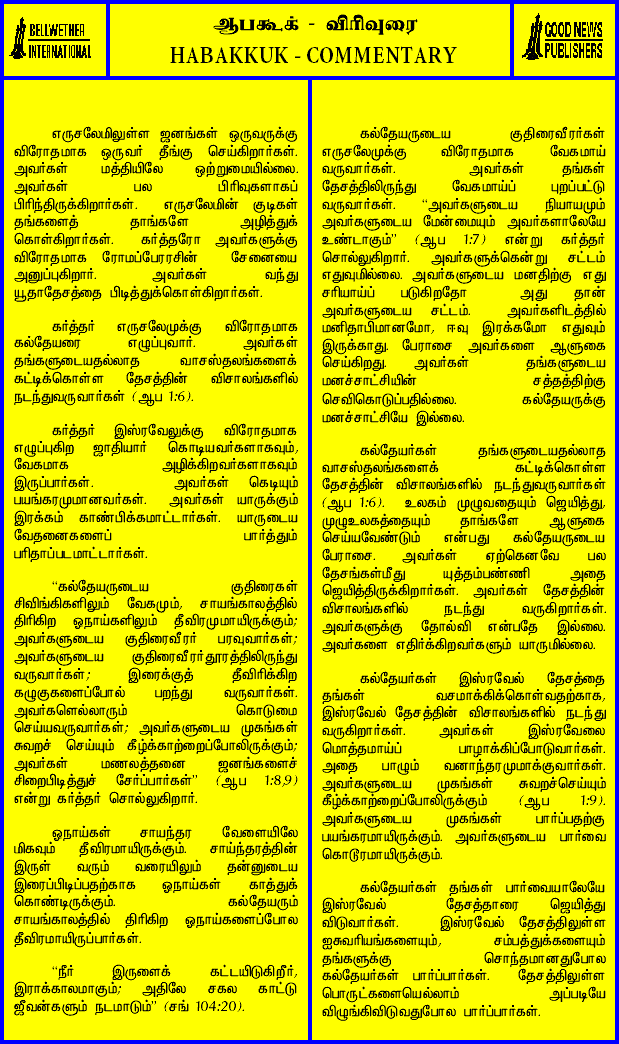 BELLWETHER
INTERNATIONAL
ஆபகூக் - விரிவுரை
HABAKKUK - COMMENTARY
GOOD NEWS
PUBLISHERS
எருசலேமிலுள்ள ஜனங்கள் ஒருவருக்கு
விரோதமாக ஒருவர் தீங்கு செய்கிறார்கள்.
அவர்கள் மத்தியிலே ஒற்றுமையில்லை.
அவர்கள் பல பிரிவுகளாகப்
பிரிந்திருக்கிறார்கள். எருசலேமின் குடிகள்
தங்களைத் தாங்களே அழித்துக்
கொள்கிறார்கள். கர்த்தரோ அவர்களுக்கு
விரோதமாக ரோமப்பேரரசின் சேனையை
அனுப்புகிறார். அவர்கள் வந்து
யூதாதேசத்தை பிடித்துக்கொள்கிறார்கள்.
கர்த்தர் எருசலேமுக்கு விரோதமாக
கல்தேயரை எழுப்புவார். அவர்கள்
தங்களுடையதல்லாத வாசஸ்தலங்களைக்
கட்டிக்கொள்ள தேசத்தின் விசாலங்களில்
நடந்துவருவார்கள் (ஆப 1:6).
கர்த்தர் இஸ்ரவேலுக்கு விரோதமாக
எழுப்புகிற ஜாதியார் கொடியவர்களாகவும்,
வேகமாக அழிக்கிறவர்களாகவும்
இருப்பார்கள். அவர்கள் கெடியும்
பயங்கரமுமானவர்கள். அவர்கள் யாருக்கும்
இரக்கம் காண்பிக்கமாட்டார்கள். யாருடைய
வேதனைகளைப் பார்த்தும்
பரிதாப்படமாட்டார்கள்.
“கல்தேயருடைய குதிரைகள்
சிவிங்கிகளிலும் வேகமும், சாயங்காலத்தில்
திரிகிற ஓநாய்களிலும் தீவிரமுமாயிருக்கும்;
அவர்களுடைய குதிரைவீரர் பரவுவார்கள்;
அவர்களுடைய குதிரைவீரர்தூரத்திலிருந்து
வருவார்கள்; இரைக்குத் தீவிரிக்கிற
கழுகுகளைப்போல் பறந்து வருவார்கள்.
அவர்களெல்லாரும் கொடுமை
செய்யவருவார்கள்; அவர்களுடைய முகங்கள்
சுவறச் செய்யும் கீழ்க்காற்றைப்போலிருக்கும்;
அவர்கள் மணலத்தனை ஜனங்களைச்
சிறைபிடித்துச் சேர்ப்பார்கள்” (ஆப 1:8,9)
என்று கர்த்தர் சொல்லுகிறார்.
ஓநாய்கள் சாயந்தர வேளையிலே
மிகவும் தீவிரமாயிருக்கும். சாய்ந்தரத்தின்
இருள் வரும் வரையிலும் தன்னுடைய
இரைப்பிடிப்பதற்காக ஓநாய்கள் காத்துக்
கொண்டிருக்கும். கல்தேயரும்
சாயங்காலத்தில் திரிகிற ஓநாய்களைப்போல
தீவிரமாயிருப்பார்கள்.
“நீர் இருளைக் கட்டயிடுகிறீர்,
இராக்காலமாகும்; அதிலே சகல காட்டு
ஜீவன்களும் நடமாடும்” (சங் 104:20).
கல்தேயருடைய குதிரைவீரர்கள்
எருசலேமுக்கு விரோதமாக வேகமாய்
வருவார்கள். அவர்கள் தங்கள்
தேசத்திலிருந்து வேகமாய்ப் புறப்பட்டு
வருவார்கள். “அவர்களுடைய நியாயமும்
அவர்களுடைய மேன்மையும் அவர்களாலேயே
உண்டாகும்” (ஆப 1:7) என்று கர்த்தர்
சொல்லுகிறார். அவர்களுக்கென்று சட்டம்
எதுவுமில்லை. அவர்களுடைய மனதிற்கு எது
சரியாய்ப் படுகிறதோ அது தான்
அவர்களுடைய சட்டம். அவர்களிடத்தில்
மனிதாபிமானமோ, ஈவு இரக்கமோ எதுவும்
இருக்காது. பேராசை அவர்களை ஆளுகை
செய்கிறது. அவர்கள் தங்களுடைய
மனச்சாட்சியின் சத்தத்திற்கு
செவிகொடுப்பதில்லை. கல்தேயருக்கு
மனச்சாட்சியே இல்லை.
கல்தேயர்கள் தங்களுடையதல்லாத
வாசஸ்தலங்களைக் கட்டிக்கொள்ள
தேசத்தின் விசாலங்களில் நடந்துவருவார்கள்
(ஆப 1:6). உலகம் முழுவதையும் ஜெயித்து,
முழுஉலகத்தையும் தாங்களே ஆளுகை
செய்யவேண்டும் என்பது கல்தேயருடைய
பேராசை. அவர்கள் ஏற்கெனவே பல
தேசங்கள்மீது யுத்தம்பண்ணி அதை
ஜெயித்திருக்கிறார்கள். அவர்கள் தேசத்தின்
விசாலங்களில் நடந்து வருகிறார்கள்.
அவர்களுக்கு தோல்வி என்பதே இல்லை.
அவர்களை எதிர்க்கிறவர்களும் யாருமில்லை.
கல்தேயர்கள் இஸ்ரவேல் தேசத்தை
தங்கள் வசமாக்கிக்கொள்வதற்காக,
இஸ்ரவேல் தேசத்தின் விசாலங்களில் நடந்து
வருகிறார்கள். அவர்கள் இஸ்ரவேலை
மொத்தமாய்ப் பாழாக்கிப்போடுவார்கள்.
அதை பாழும் வனாந்தரமுமாக்குவார்கள்.
அவர்களுடைய முகங்கள் சுவறச்செய்யும்
கீழ்க்காற்றைப்போலிருக்கும் (ஆப 1:9).
அவர்களுடைய முகங்கள் பார்ப்பதற்கு
பயங்கரமாயிருக்கும். அவர்களுடைய பார்வை
கொடூரமாயிருக்கும்.
கல்தேயர்கள் தங்கள் பார்வையாலேயே
இஸ்ரவேல் தேசத்தாரை ஜெயித்து
விடுவார்கள். இஸ்ரவேல் தேசத்திலுள்ள
ஐசுவரியங்களையும், சம்பத்துக்களையும்
தங்களுக்கு சொந்தமானதுபோல
கல்தேயர்கள் பார்ப்பார்கள். தேசத்திலுள்ள
பொருட்களையெல்லாம் அப்படியே
விழுங்கிவிடுவதுபோல பார்ப்பார்கள்.